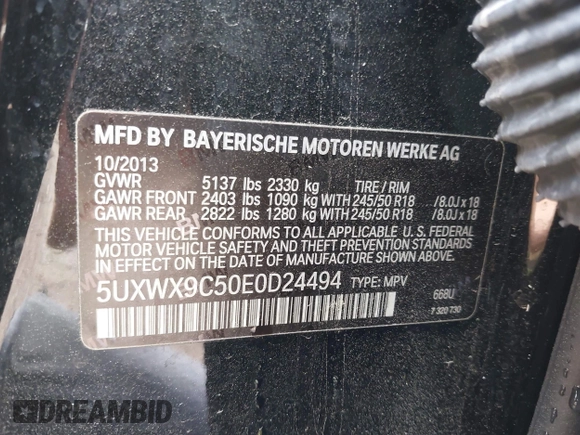 MFD BY BAYERISCHE MOTOREN WERKE AG
10/2013
GVWR 5137 lbs 2330 kg TIRE / RIM
GAWR FRONT 2403 lbs 1090 kg WITH 245/50 R18 /8.0J x 18
GAWR REAR 2822 lbs 1280 kg WITH 245/50 R18 /8.0J x 18
THIS VEHICLE CONFORMS TO ALL APPLICABLE U. S. FEDERAL
MOTOR VEHICLE SAFETY AND THEFT PREVENTION STANDARDS
IN EFFECT ON THE DATE OF MANUFACTURE SHOWN ABOVE.
5UXWX9C50E0D24494 TYPE: MPV
668U
7 320 730
DREAMBID